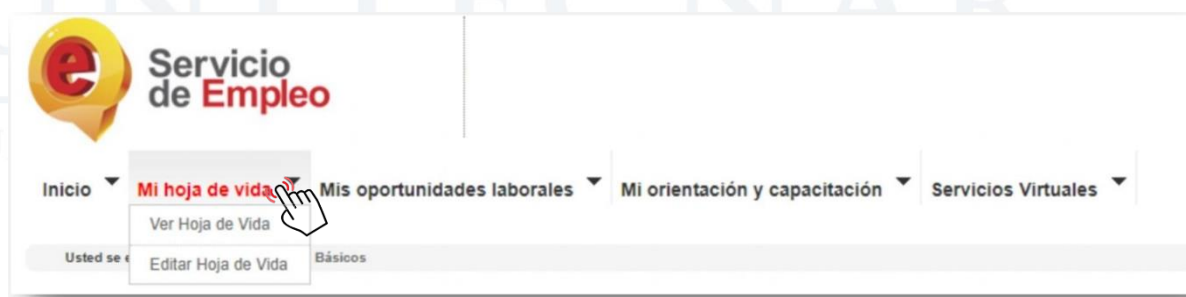 e
Servicio
de Empleo
Inicio Mi hoja de vida Mis oportunidades laborales Mi orientación y capacitación Servicios Virtuales
Ver Hoja de Vida
Usted se Básicos
Editar Hoja de Vida